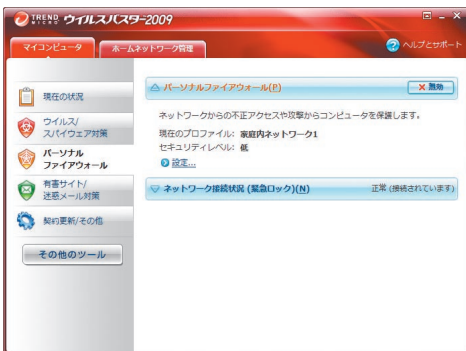 TREND MICRO ウイルスバスター2009
マイコンピュータ
ホームネットワーク管理
ヘルプとサポート
現在の状況
ウイルス/
スパイウェア対策
パーソナル
ファイアウォール
有害サイト/
迷惑メール対策
契約更新/その他
その他のツール
パーソナルファイアウォール(P)
無効
ネットワークからの不正アクセスや攻撃からコンピュータを保護します。
現在のプロファイル: 家庭内ネットワーク1
セキュリティレベル: 低
設定...
ネットワーク接続状況 (緊急ロック)(N)
正常 (接続されています)